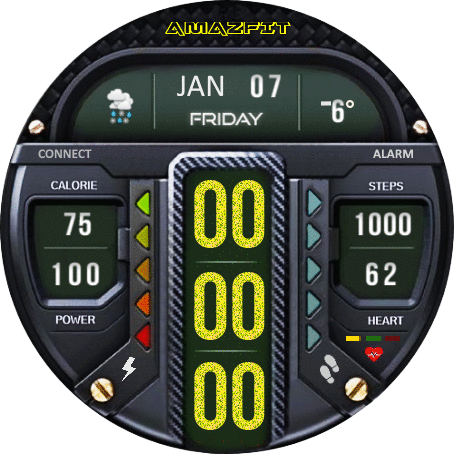 AMAZFIT
JAN 07
FRIDAY
-6°
CONNECT
ALARM
CALORIE
STEPS
75
1000
100
62
POWER
HEART
00
00
00